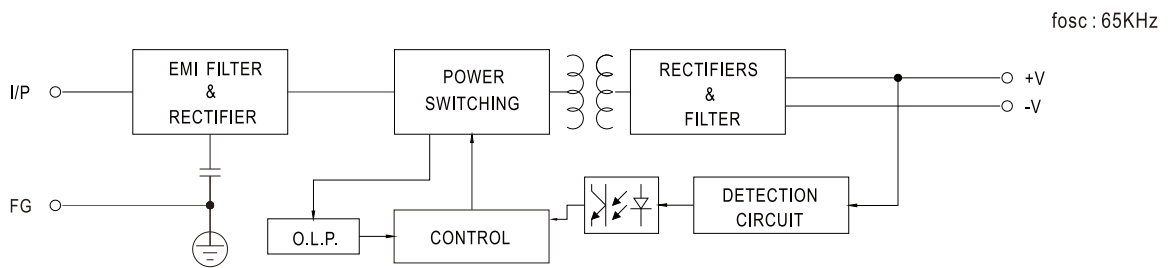 fosc : 65KHz
I/P
EMI FILTER
&
RECTIFIER
POWER
SWITCHING
RECTIFIERS
&
FILTER
+V
-V
FG
O.L.P.
CONTROL
DETECTION
CIRCUIT